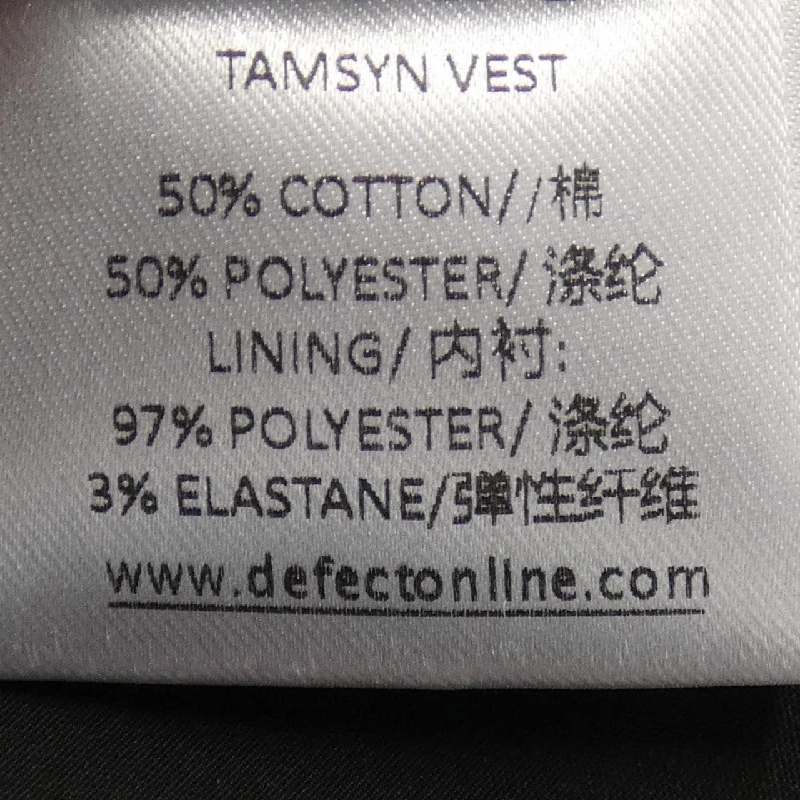 TAMSYN VEST
50% COTTON//棉
50% POLYESTER/ 涤纶
LINING/ 内衬:
97% POLYESTER/ 涤纶
3% ELASTANE/弹性纤维
www.defectonline.com